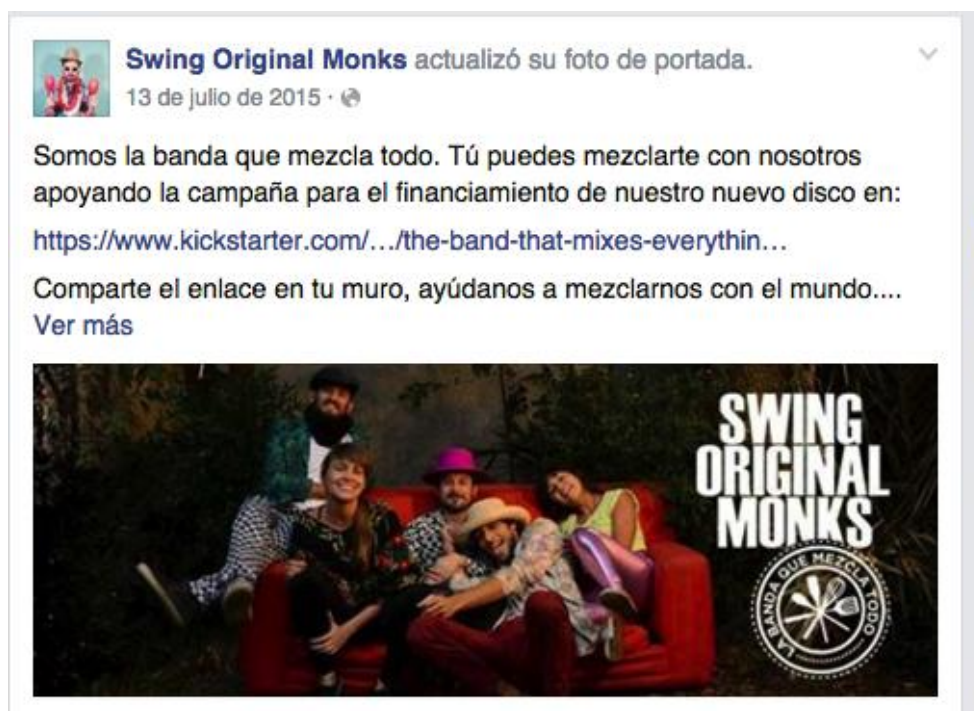 Swing Original Monks actualizó su foto de portada.
13 de julio de 2015 ·
Somos la banda que mezcla todo. Tú puedes mezclarte con nosotros
apoyando la campaña para el financiamiento de nuestro nuevo disco en:
https://www.kickstarter.com/…/the-band-that-mixes-everythin…
Comparte el enlace en tu muro, ayúdanos a mezclarnos con el mundo....
Ver más
SWING
ORIGINAL
MONKS
LA BANDA QUE MEZCLA TODO